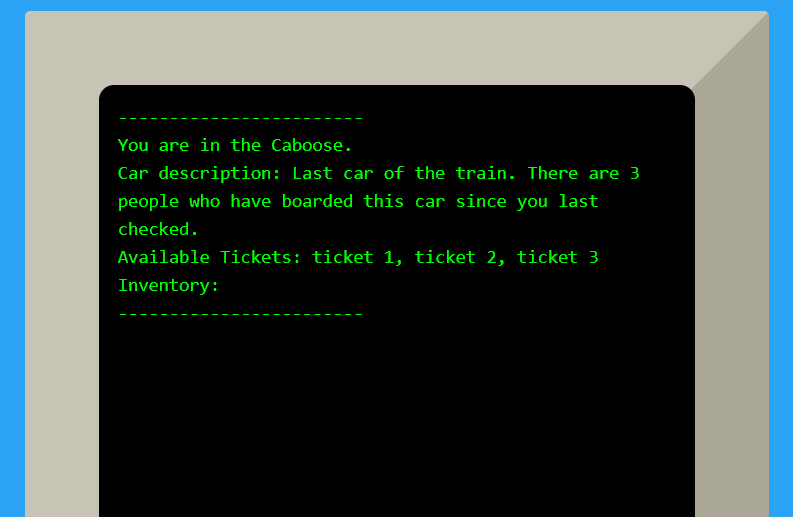 ------------------------
You are in the Caboose.
Car description: Last car of the train. There are 3
people who have boarded this car since you last
checked.
Available Tickets: ticket 1, ticket 2, ticket 3
Inventory:
------------------------